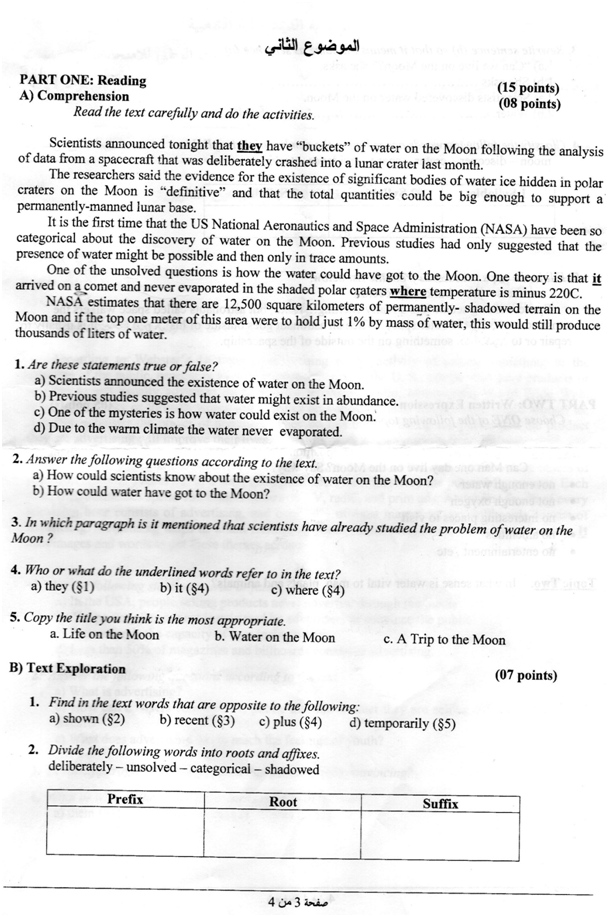 الموضوع الثاني
PART ONE: Reading
(15 points)
A) Comprehension
(08 points)
Read the text carefully and do the activities.
Scientists announced tonight that they have “buckets” of water on the Moon following the analysis
of data from a spacecraft that was deliberately crashed into a lunar crater last month.
The researchers said the evidence for the existence of significant bodies of water ice hidden in polar
craters on the Moon is “definitive” and that the total quantities could be big enough to support a
permanently-manned lunar base.
It is the first time that the US National Aeronautics and Space Administration (NASA) have been so
categorical about the discovery of water on the Moon. Previous studies had only suggested that the
presence of water might be possible and then only in trace amounts.
One of the unsolved questions is how the water could have got to the Moon. One theory is that it
arrived on a comet and never evaporated in the shaded polar craters where temperature is minus 220C.
NASA estimates that there are 12,500 square kilometers of permanently- shadowed terrain on the
Moon and if the top one meter of this area were to hold just 1% by mass of water, this would still produce
thousands of liters of water.
1. Are these statements true or false?
a) Scientists announced the existence of water on the Moon.
b) Previous studies suggested that water might exist in abundance.
c) One of the mysteries is how water could exist on the Moon.
d) Due to the warm climate the water never evaporated.
2. Answer the following questions according to the text.
a) How could scientists know about the existence of water on the Moon?
b) How could water have got to the Moon?
3. In which paragraph is it mentioned that scientists have already studied the problem of water on the
Moon ?
4. Who or what do the underlined words refer to in the text?
a) they (§1) b) it (§4) c) where (§4)
5. Copy the title you think is the most appropriate.
a. Life on the Moon b. Water on the Moon c. A Trip to the Moon
B) Text Exploration
(07 points)
1. Find in the text words that are opposite to the following:
a) shown (§2) b) recent (§3) c) plus (§4) d) temporarily (§5)
2. Divide the following words into roots and affixes.
deliberately – unsolved – categorical – shadowed
Prefix Root Suffix
صفحة 3 من 4